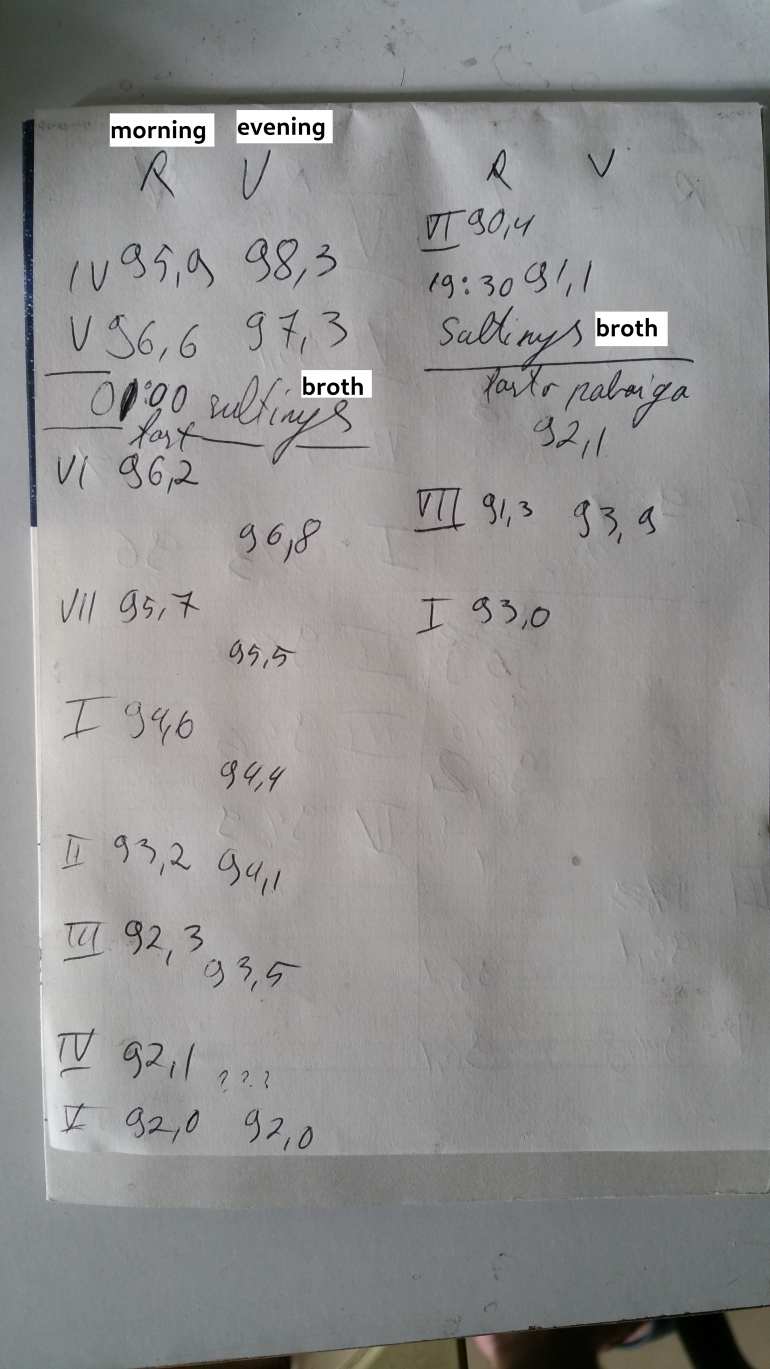 morning evening
R V
IV 95,9 98,3
V 96,6 97,3
01:00 sultinys broth
fast
VI 96,2
96,8
VII 95,7
95,5
I 94,6
94,4
II 93,2 94,1
III 92,3
93,5
IV 92,1 ???
V 92,0 92,0
R V
VI 90,4
19:30 91,1
Sultinys broth
fasto pabaiga
92,1
VII 91,3 93,9
I 93,0